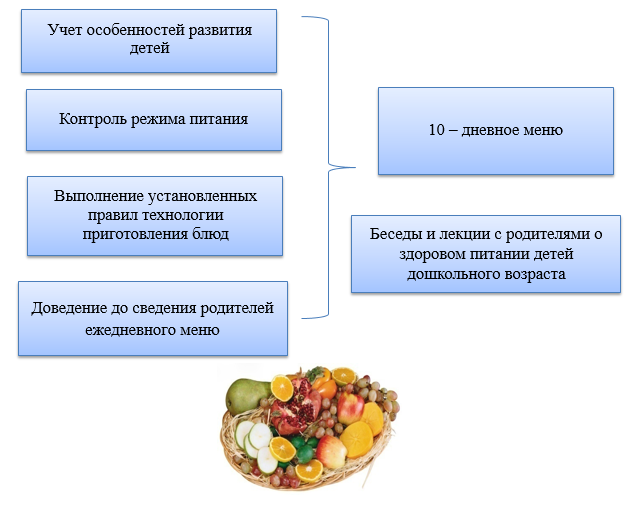 Учет особенностей развития
детей
Контроль режима питания
Выполнение установленных
правил технологии
приготовления блюд
Доведение до сведения родителей
ежедневного меню
10 – дневное меню
Беседы и лекции с родителями о
здоровом питании детей
дошкольного возраста